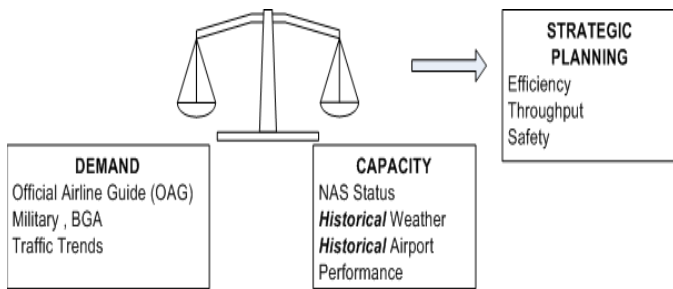 STRATEGIC
PLANNING
Efficiency
Throughput
Safety
DEMAND
Official Airline Guide (OAG)
Military , BGA
Traffic Trends
CAPACITY
NAS Status
Historical Weather
Historical Airport
Performance